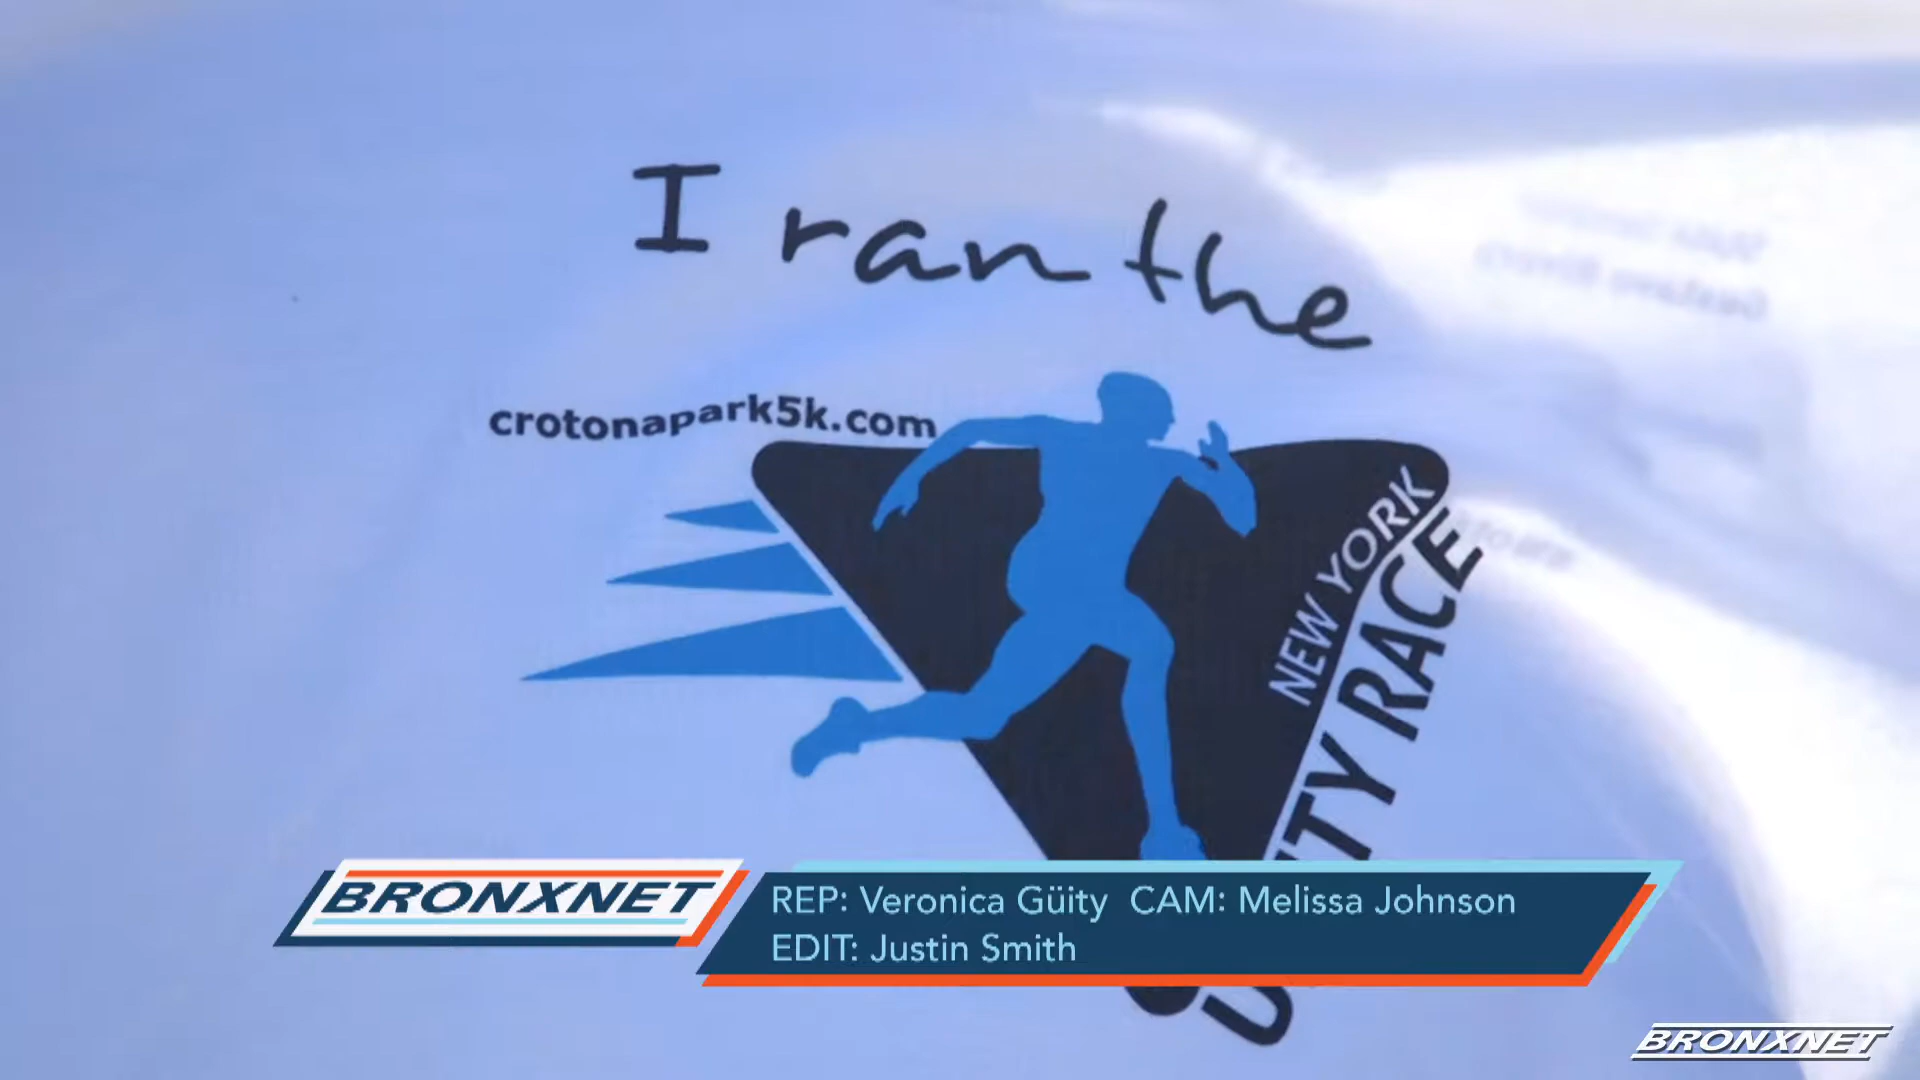 I ran the
crotonapark5k.com
NEW YORK
RACE
BRONXNET
REP: Veronica Güity CAM: Melissa Johnson
EDIT: Justin Smith
BRONXNET